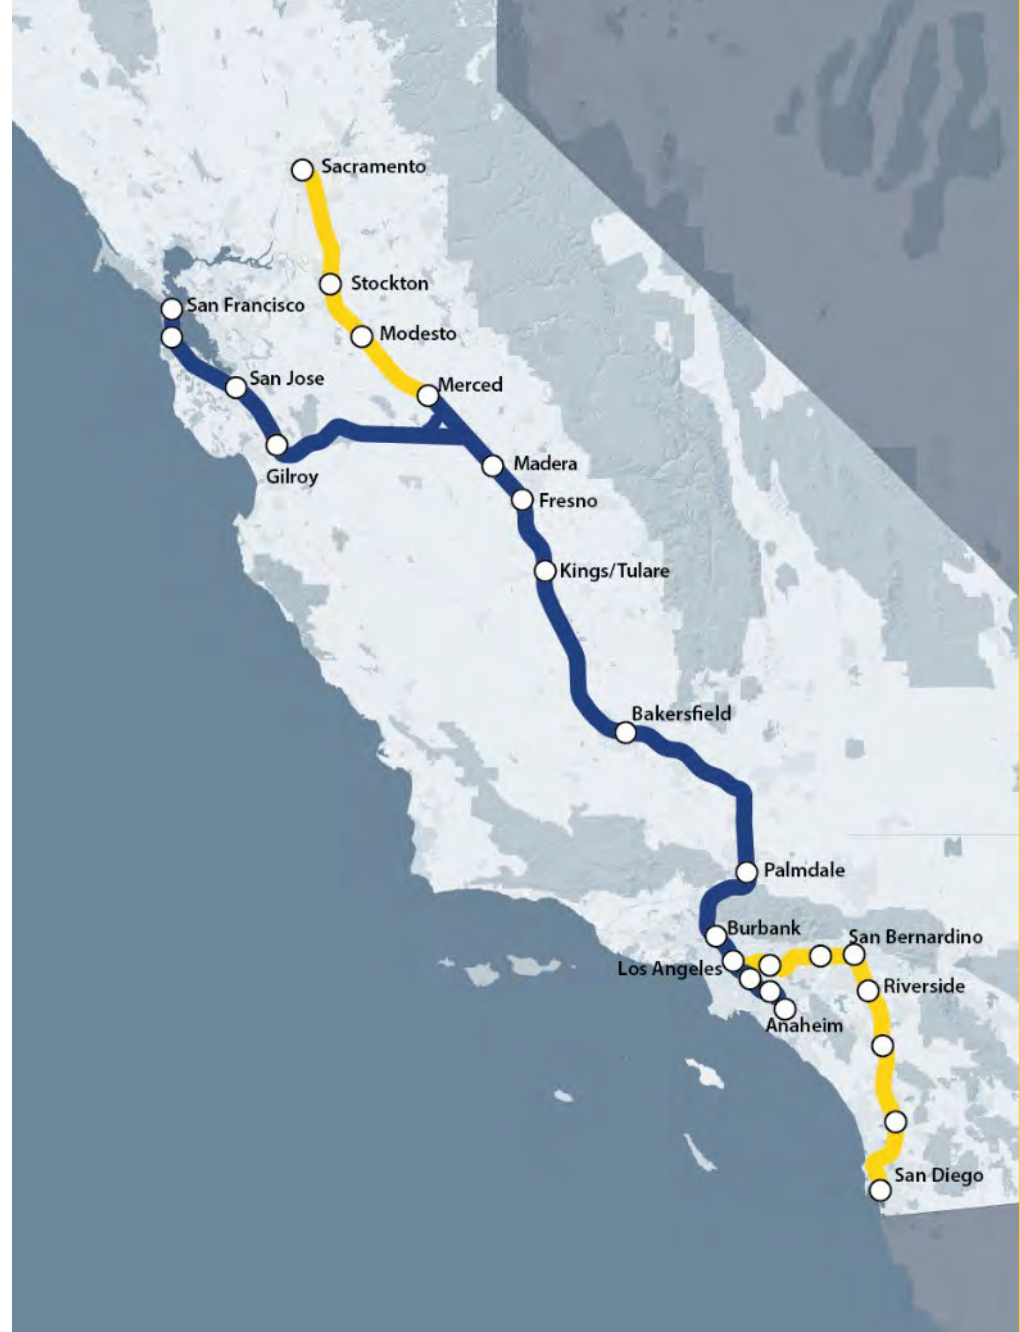 Sacramento
Stockton
San Francisco
Modesto
San Jose
Merced
Gilroy
Madera
Fresno
Kings/Tulare
Bakersfield
Palmdale
Burbank
San Bernardino
Los Angeles
Riverside
Anaheim
San Diego